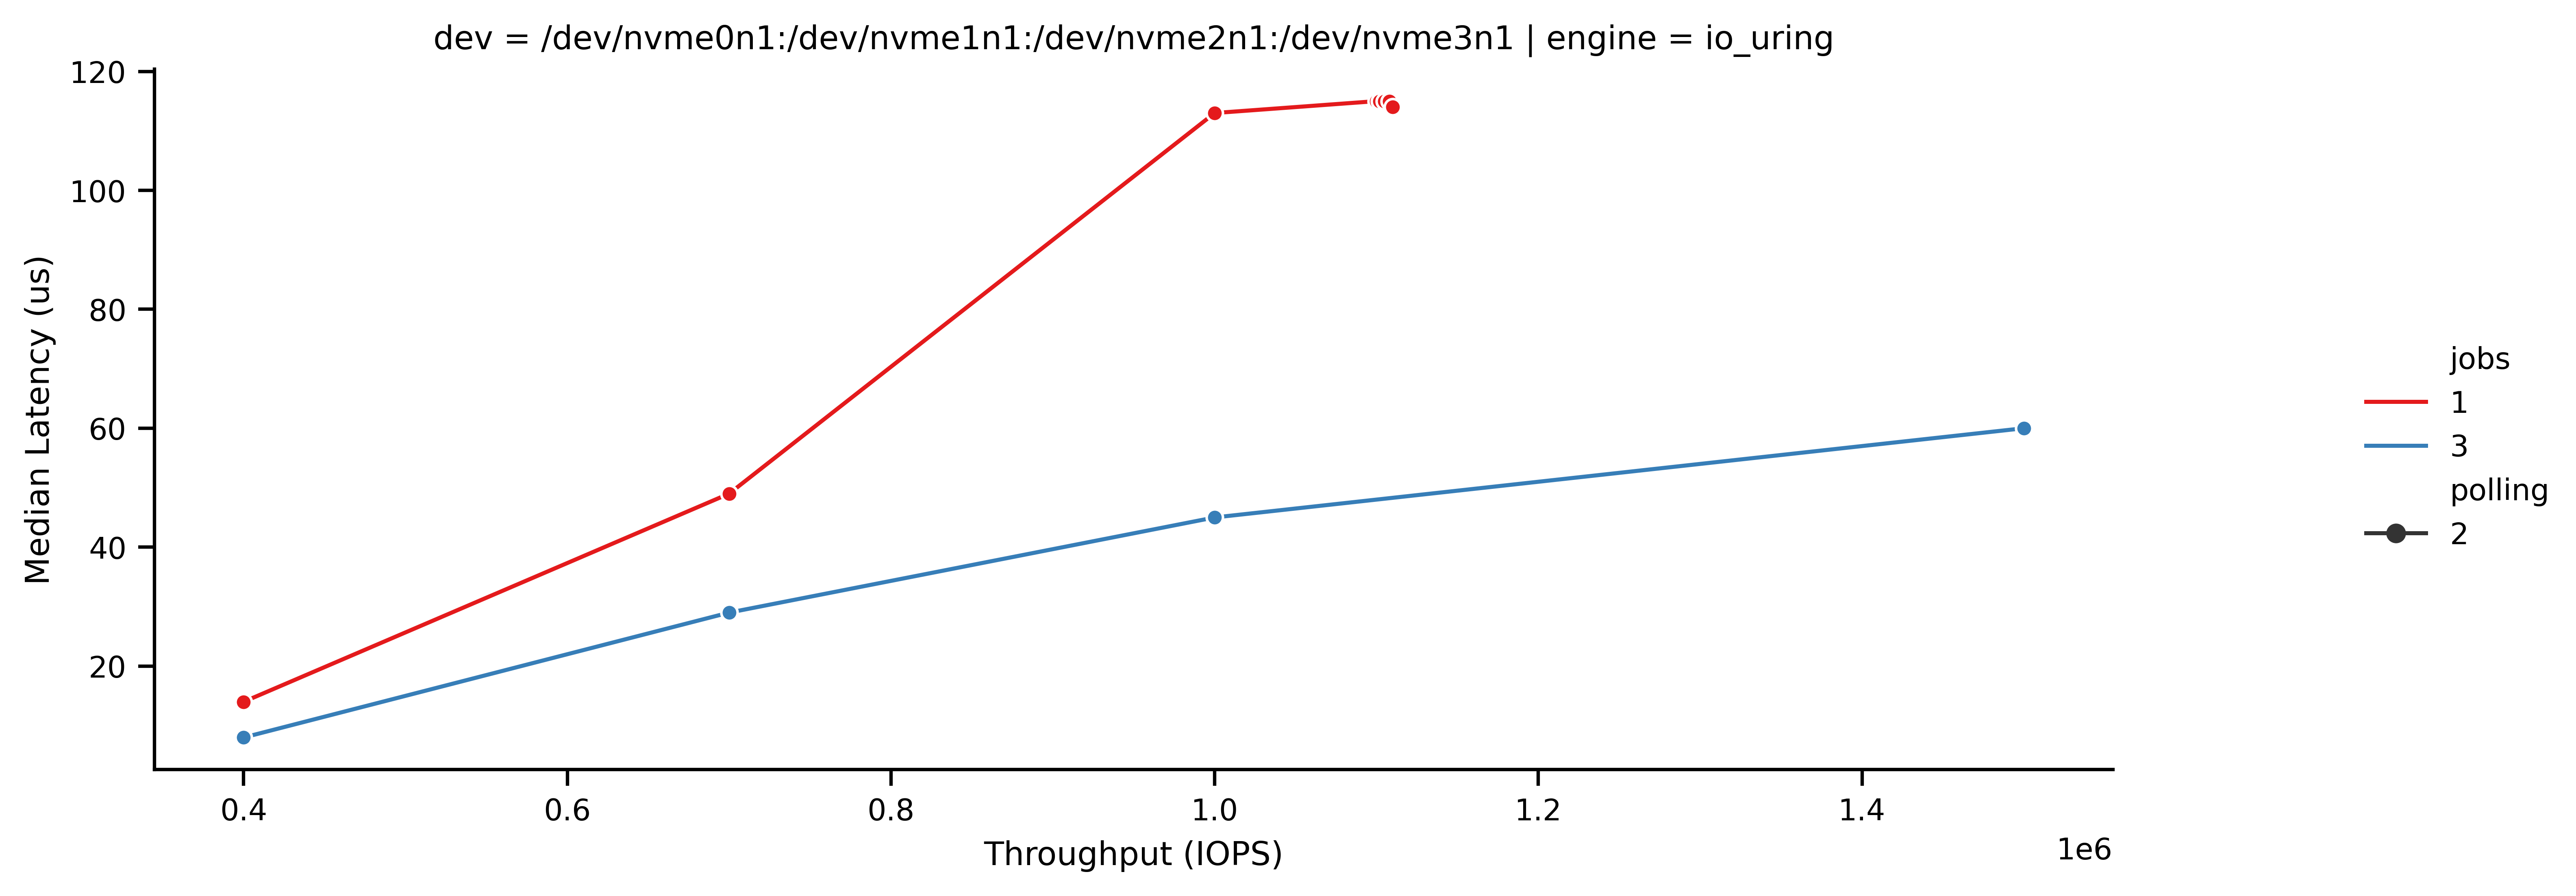 dev = /dev/nvme0n1:/dev/nvme1n1:/dev/nvme2n1:/dev/nvme3n1 | engine = io_uring
120
100
80
60
40
20
Median Latency (us)
0.4 0.6 0.8 1.0 1.2 1.4
1e6
Throughput (IOPS)
jobs
1
3
polling
2